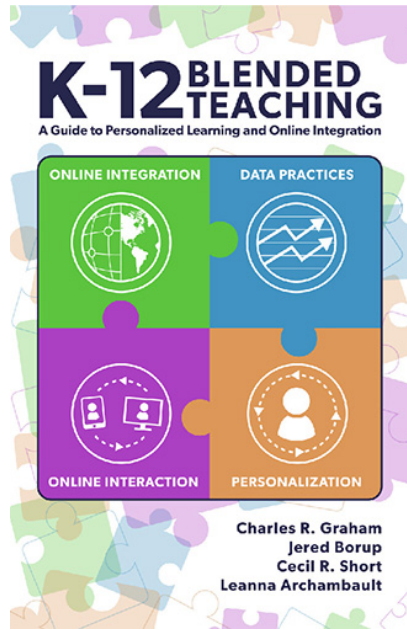 K-12 BLENDED
TEACHING
A Guide to Personalized Learning and Online Integration
ONLINE INTEGRATION
DATA PRACTICES
ONLINE INTERACTION
PERSONALIZATION
Charles R. Graham
Jered Borup
Cecil R. Short
Leanna Archambault